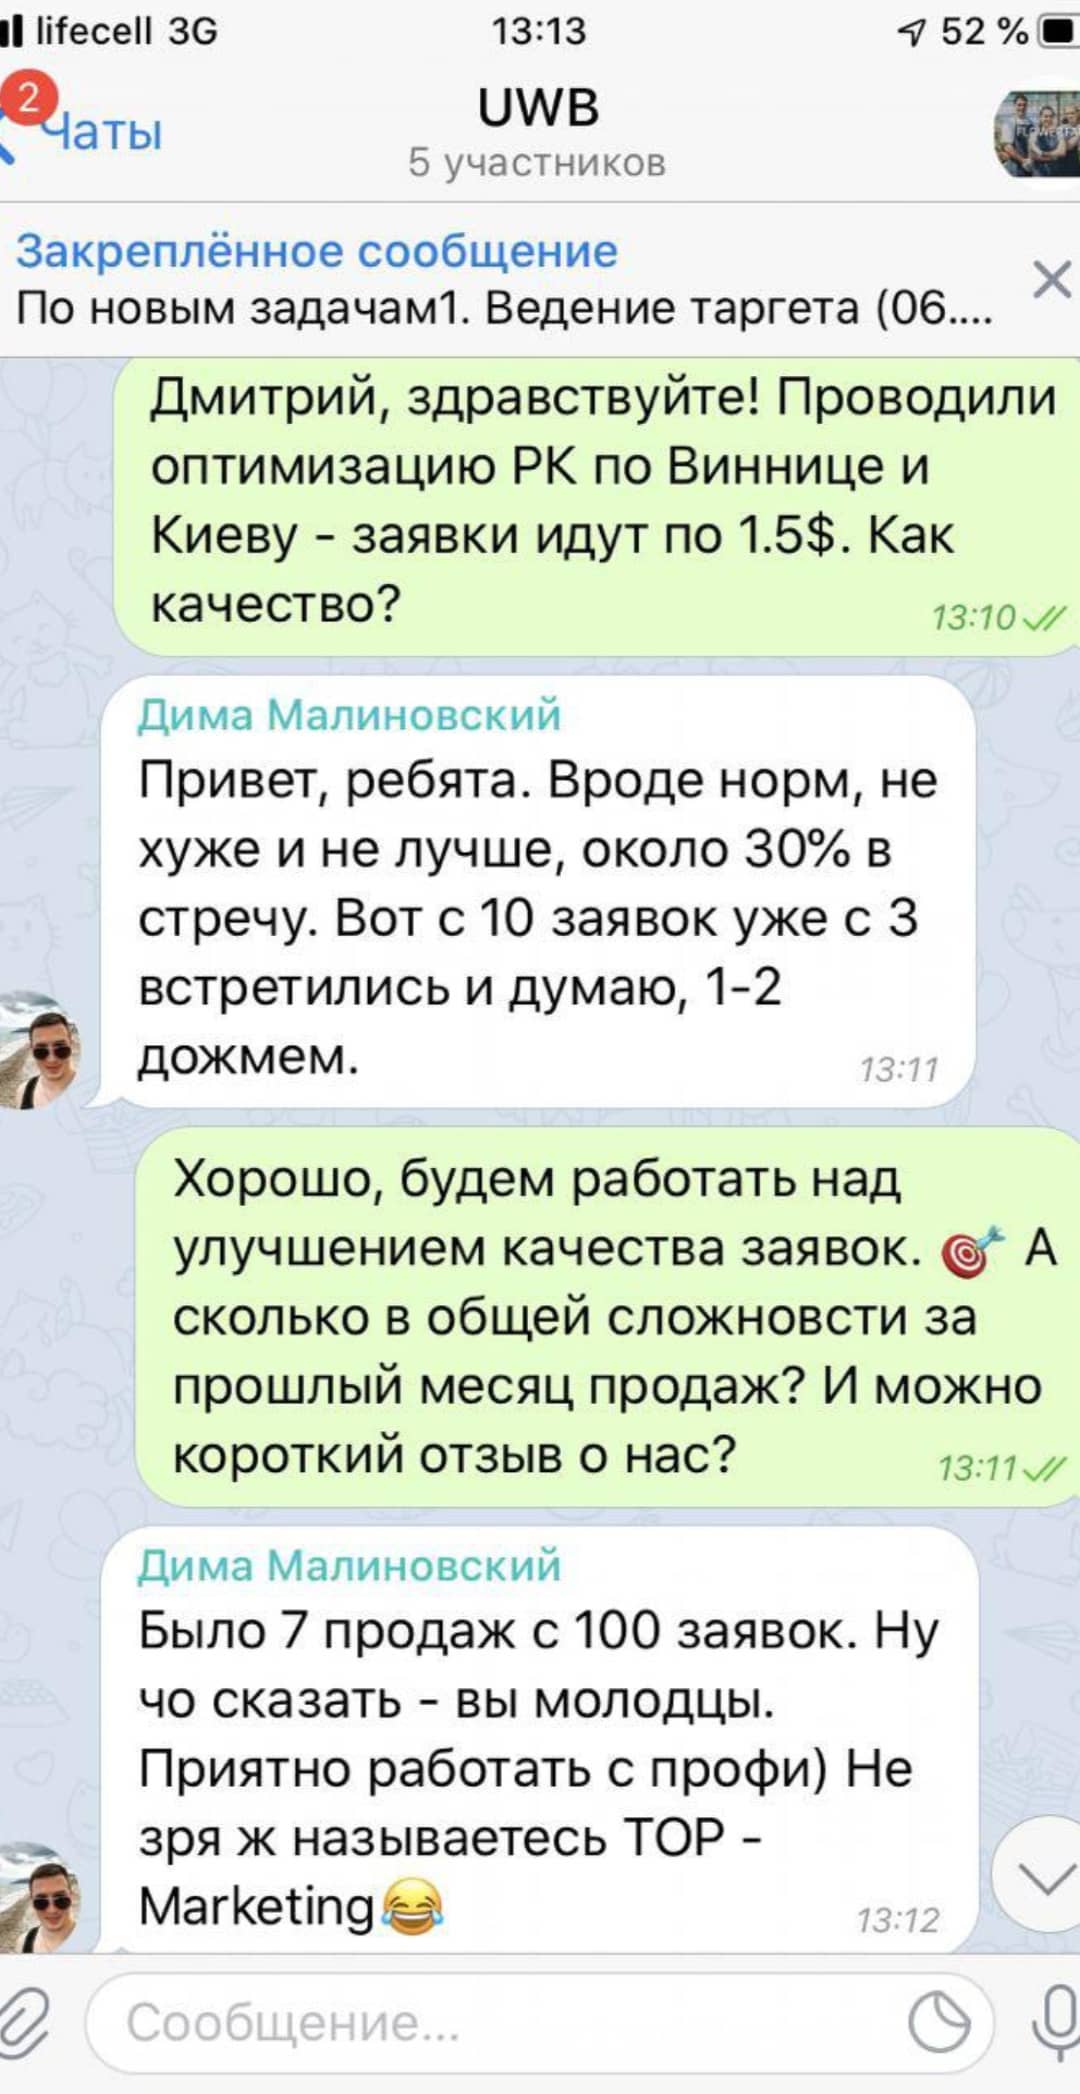 lifecell 3G 13:13 52 %
2
Чаты
UWB
5 участников
Закреплённое сообщение
По новым задачам1. Ведение таргета (06....
Дмитрий, здравствуйте! Проводили
оптимизацию РК по Виннице и
Киеву - заявки идут по 1.5$. Как
качество?
13:10
Дима Малиновский
Привет, ребята. Вроде норм, не
хуже и не лучше, около 30% в
стречу. Вот с 10 заявок уже с 3
встретились и думаю, 1-2
дожмем.
13:11
Хорошо, будем работать над
улучшением качества заявок. 🎯 А
сколько в общей сложновсти за
прошлый месяц продаж? И можно
короткий отзыв о нас?
13:11
Дима Малиновский
Было 7 продаж с 100 заявок. Ну
чо сказать - вы молодцы.
Приятно работать с профи) Не
зря ж называетесь TOP -
Marketing😂
13:12
Сообщение...